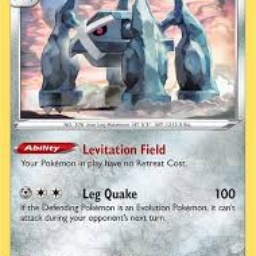 Ability Levitation Field
Your Pokémon in play have no Retreat Cost.
Leg Quake 100
If the Defending Pokémon is an Evolution Pokémon, it can't
attack during your opponent's next turn.